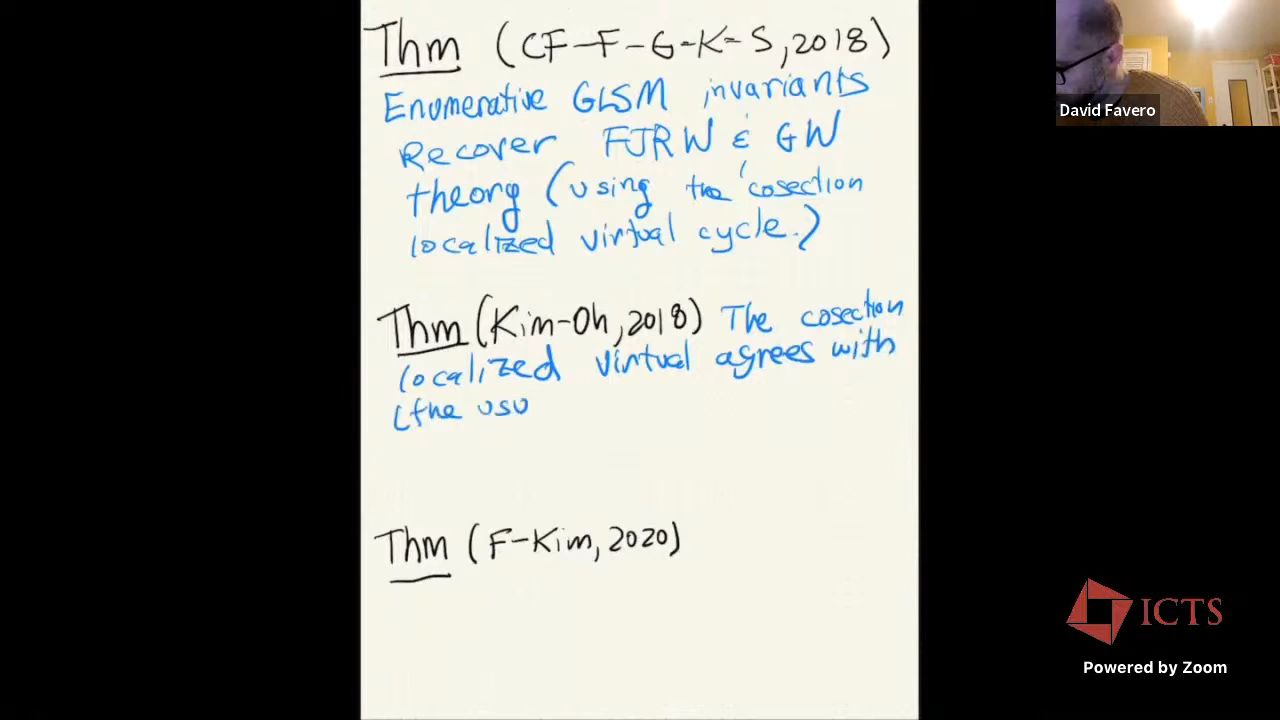 Thm (CF-F-G-K-S, 2018)
Enumerative GLSM invariants
Recover FJRW & GW
theory (using the cosection
localized virtual cycle.)
Thm (Kim-Oh, 2018) The cosection
localized virtual agrees with
(the usu
Thm (F-Kim, 2020)
David Favero
ICTS
Powered by Zoom